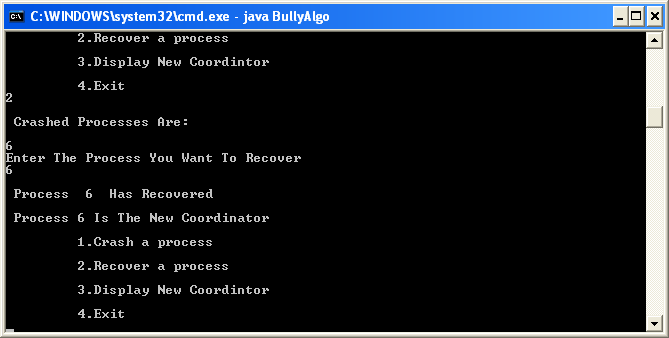 C:\WINDOWS\system32\cmd.exe - java BullyAlgo
2.Recover a process
3.Display New Coordintor
4.Exit
2
Crashed Processes Are:
6
Enter The Process You Want To Recover
6
Process  6  Has Recovered
Process 6 Is The New Coordinator
1.Crash a process
2.Recover a process
3.Display New Coordintor
4.Exit